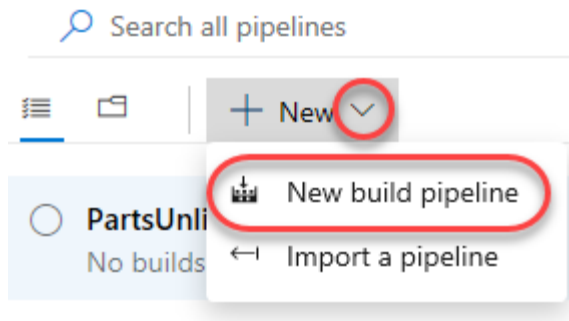 Search all pipelines
+ New
New build pipeline
PartsUnli
No builds
Import a pipeline